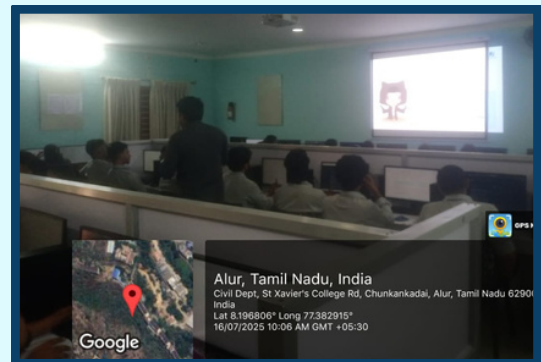 GPS
Alur, Tamil Nadu, India
Civil Dept, St Xavier's College Rd, Chunkankadai, Alur, Tamil Nadu
India
Lat 8.196806° Long 77.382915°
16/07/2025 10:06 AM GMT +05:30
Google